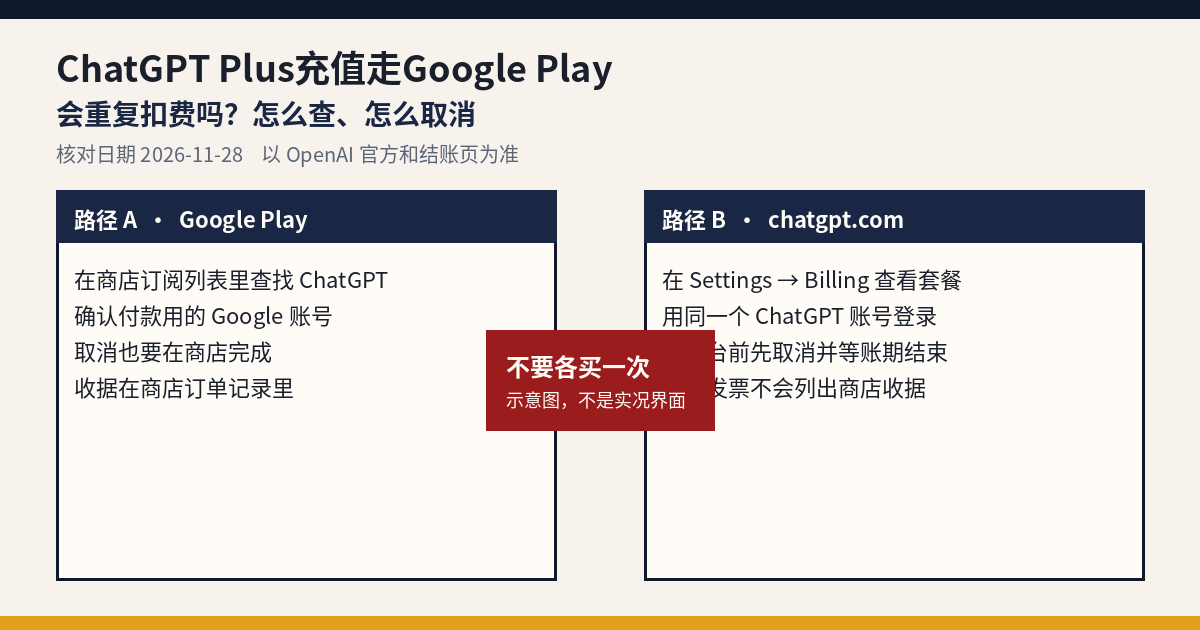 ChatGPT Plus充值走Google Play
会重复扣费吗？怎么查、怎么取消
核对日期 2026-11-28 以 OpenAI 官方和结账页为准
路径 A · Google Play
在商店订阅列表里查找 ChatGPT
确认付款用的 Google 账号
取消也要在商店完成
收据在商店订单记录里
路径 B · chatgpt.com
在 Settings → Billing 查看套餐
用同一个 ChatGPT 账号登录
台前先取消并等账期结束
发票不会列出商店收据
不要各买一次
示意图，不是实况界面